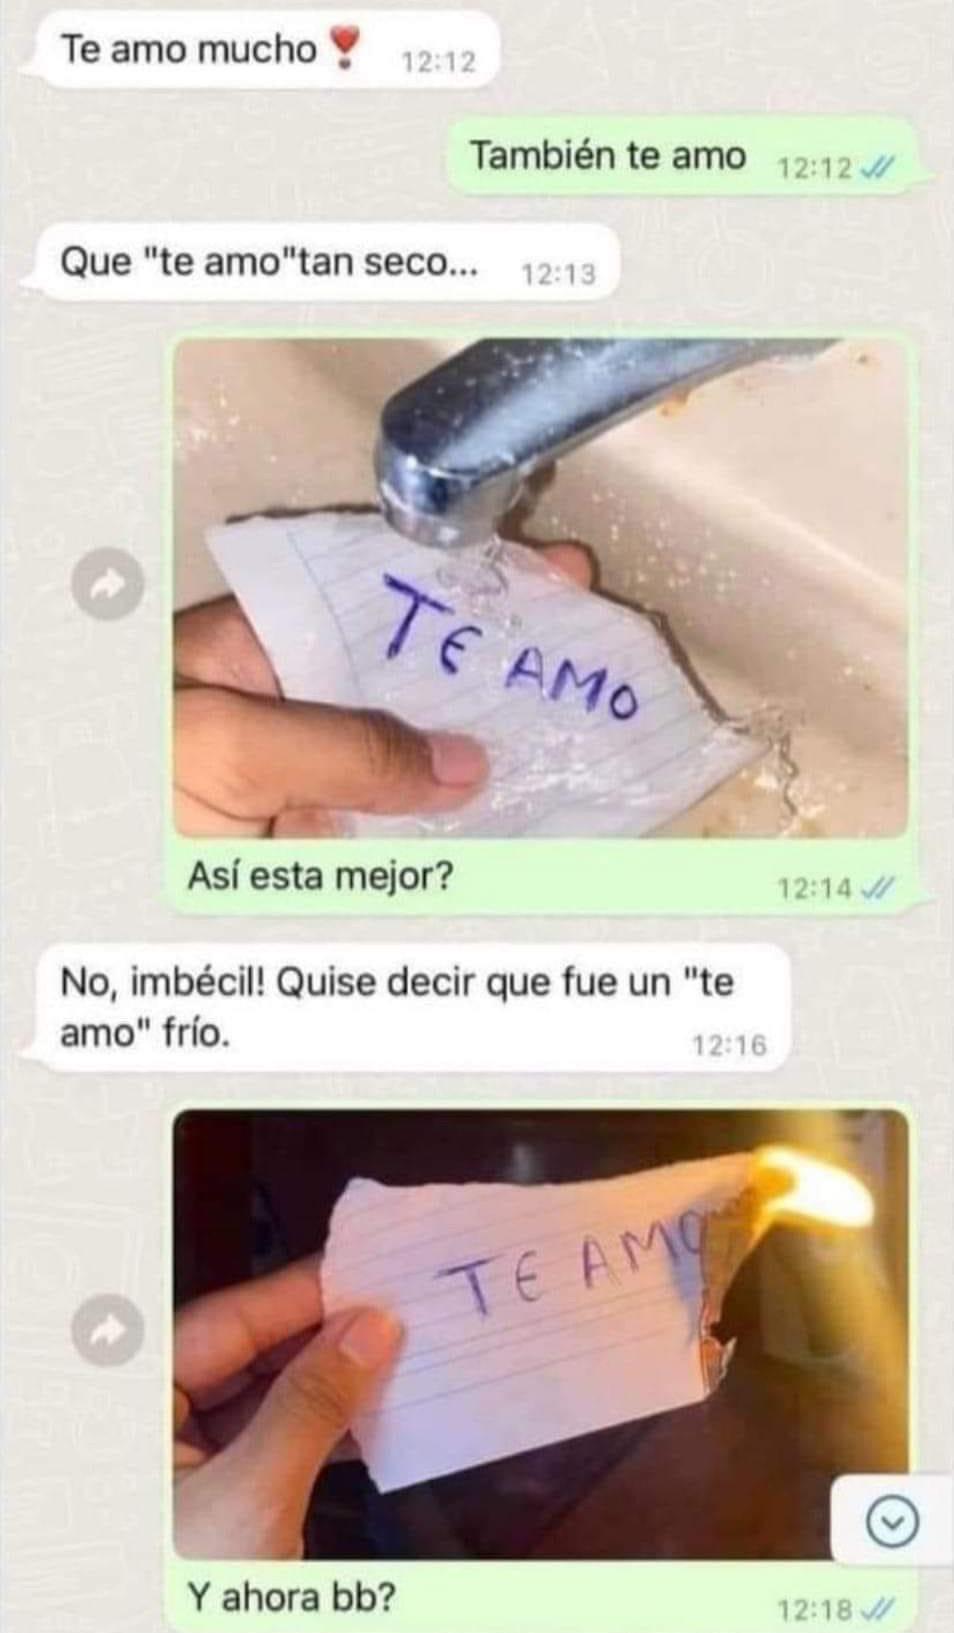 Te amo mucho❣️ 12:12
También te amo 12:12
Que "te amo"tan seco... 12:13
TE AMO
Así esta mejor? 12:14
No, imbécil! Quise decir que fue un "te
amo" frío. 12:16
TE AMO
Y ahora bb? 12:18